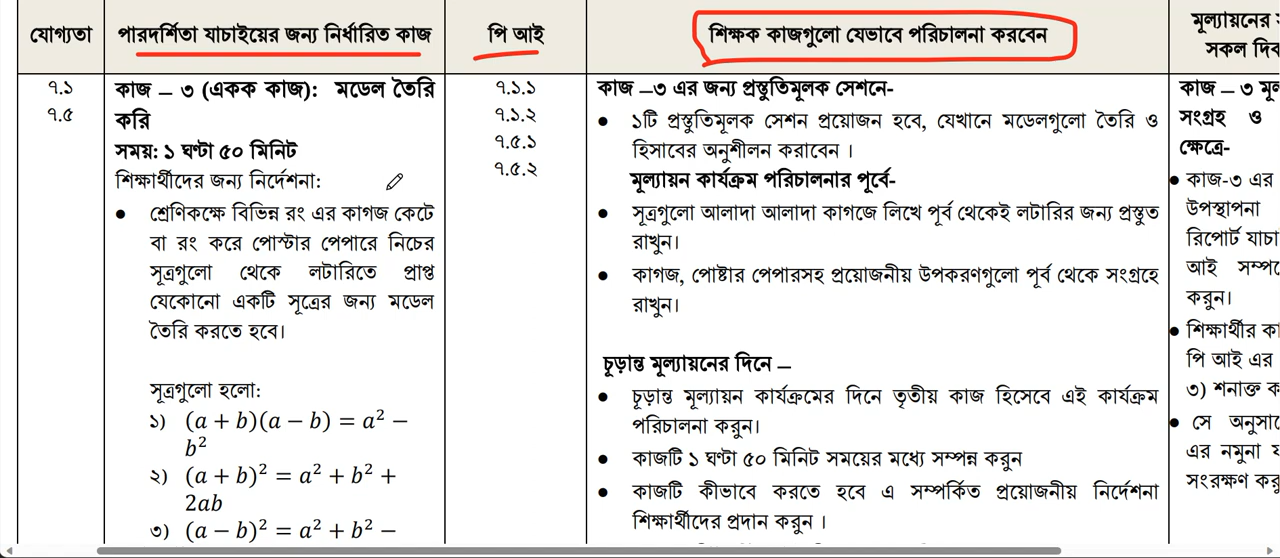 যোগ্যতা
পারদর্শিতা যাচাইয়ের জন্য নির্ধারিত কাজ
পি আই
শিক্ষক কাজগুলো যেভাবে পরিচালনা করবেন
মূল্যায়নের
সকল দিব
৭.১
৭.৫
কাজ – ৩ (একক কাজ): মডেল তৈরি
করি
সময়: ১ ঘণ্টা ৫০ মিনিট
শিক্ষার্থীদের জন্য নির্দেশনা:
● শ্রেণিকক্ষে বিভিন্ন রং এর কাগজ কেটে
বা রং করে পোস্টার পেপারে নিচের
সূত্রগুলো থেকে লটারিতে প্রাপ্ত
যেকোনো একটি সূত্রের জন্য মডেল
তৈরি করতে হবে।
সূত্রগুলো হলো:
১) (a + b)(a − b) = a² −
b²
২) (a + b)² = a² + b² +
2ab
৩) (a − b)² = a² + b² −
৭.১.১
৭.১.২
৭.৫.১
৭.৫.২
কাজ –৩ এর জন্য প্রস্তুতিমূলক সেশনে-
● ১টি প্রস্তুতিমূলক সেশন প্রয়োজন হবে, যেখানে মডেলগুলো তৈরি ও
হিসাবের অনুশীলন করাবেন ।
মূল্যায়ন কার্যক্রম পরিচালনার পূর্বে-
● সূত্রগুলো আলাদা আলাদা কাগজে লিখে পূর্ব থেকেই লটারির জন্য প্রস্তুত
রাখুন।
● কাগজ, পোষ্টার পেপারসহ প্রয়োজনীয় উপকরণগুলো পূর্ব থেকে সংগ্রহে
রাখুন।
চূড়ান্ত মূল্যায়নের দিনে –
● চূড়ান্ত মূল্যায়ন কার্যক্রমের দিনে তৃতীয় কাজ হিসেবে এই কার্যক্রম
পরিচালনা করুন।
● কাজটি ১ ঘণ্টা ৫০ মিনিট সময়ের মধ্যে সম্পন্ন করুন
● কাজটি কীভাবে করতে হবে এ সম্পর্কিত প্রয়োজনীয় নির্দেশনা
শিক্ষার্থীদের প্রদান করুন ।
কাজ – ৩ মূল
সংগ্রহ ও
ক্ষেত্রে-
● কাজ-৩ এর
উপস্থাপনা
রিপোর্ট যাচা
আই সম্প
করুন।
● শিক্ষার্থীর কা
পি আই এর
৩) শনাক্ত ক
● সে অনুসা
এর নমুনা য
সংরক্ষণ কর